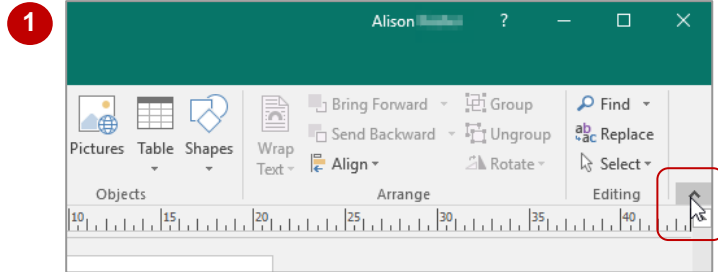 1
Alison ?
Pictures Table Shapes Wrap Text Bring Forward Group Find
Send Backward Ungroup Replace
Align Rotate Select
Objects Arrange Editing
10 15 20 25 30 35 40